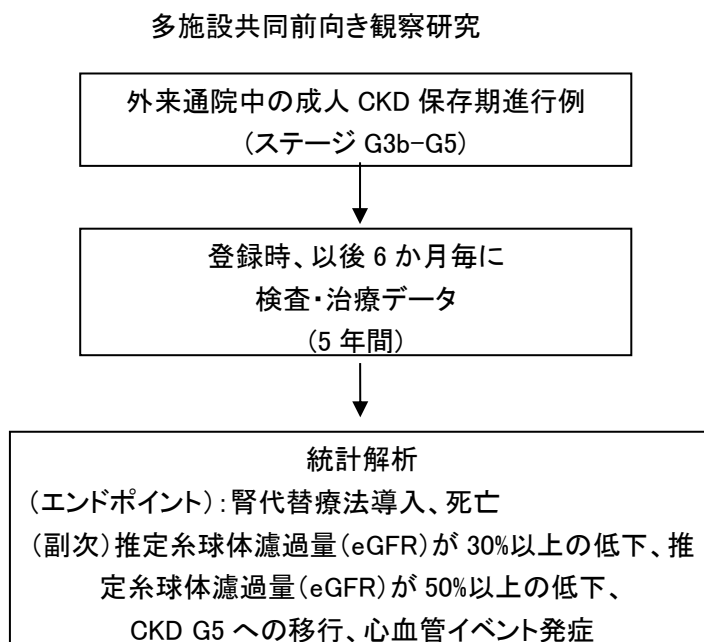 多施設共同前向き観察研究
外来通院中の成人 CKD 保存期進行例
(ステージ G3b-G5)
登録時、以後 6 か月毎に
検査・治療データ
(5 年間)
統計解析
(エンドポイント):腎代替療法導入、死亡
(副次)推定糸球体濾過量(eGFR)が 30%以上の低下、推
定糸球体濾過量(eGFR)が 50%以上の低下、
CKD G5 への移行、心血管イベント発症